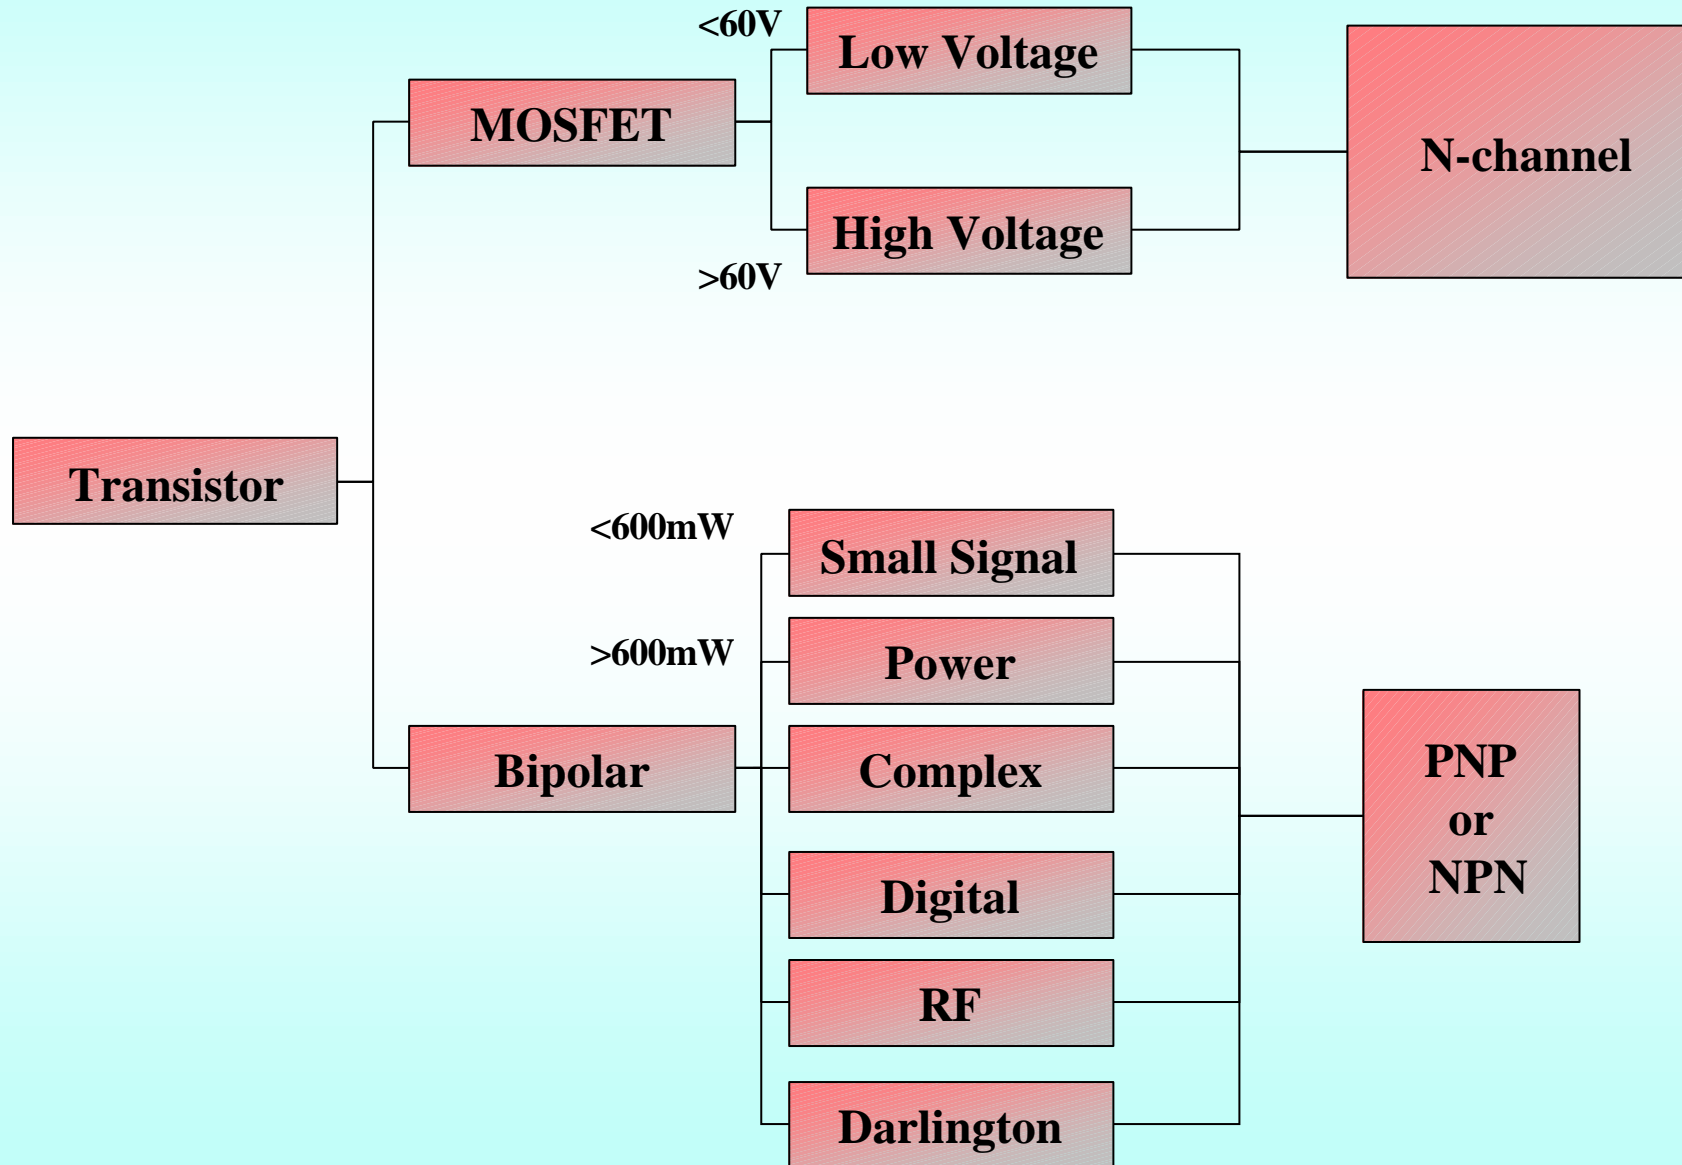 <60V
Low Voltage
MOSFET
N-channel
High Voltage
>60V
Transistor
<600mW
Small Signal
>600mW
Power
Bipolar
Complex
PNP
or
NPN
Digital
RF
Darlington